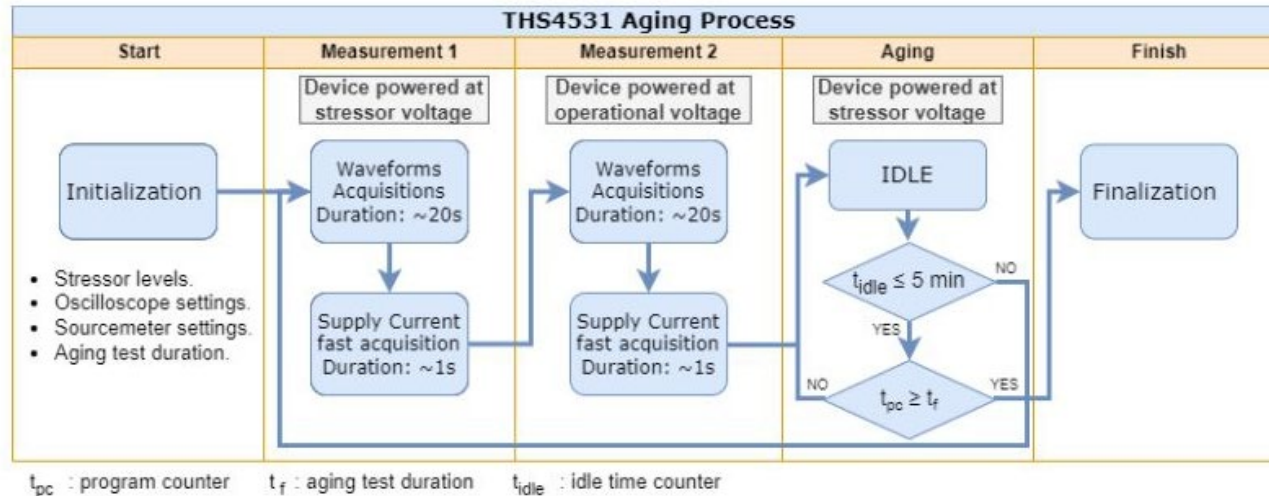 THS4531 Aging Process
Start
Measurement 1
Measurement 2
Aging
Finish
Device powered at
stressor voltage
Device powered at
operational voltage
Device powered at
stressor voltage
Initialization
Waveforms
Acquisitions
Duration: ~20s
Waveforms
Acquisitions
Duration: ~20s
IDLE
Finalization
• Stressor levels.
• Oscilloscope settings.
• Sourcemeter settings.
• Aging test duration.
Supply Current
fast acquisition
Duration: ~1s
Supply Current
fast acquisition
Duration: ~1s
t_idle ≤ 5 min
NO
YES
t_pc ≥ t_f
NO
YES
t_pc : program counter
t_f : aging test duration
t_idle : idle time counter